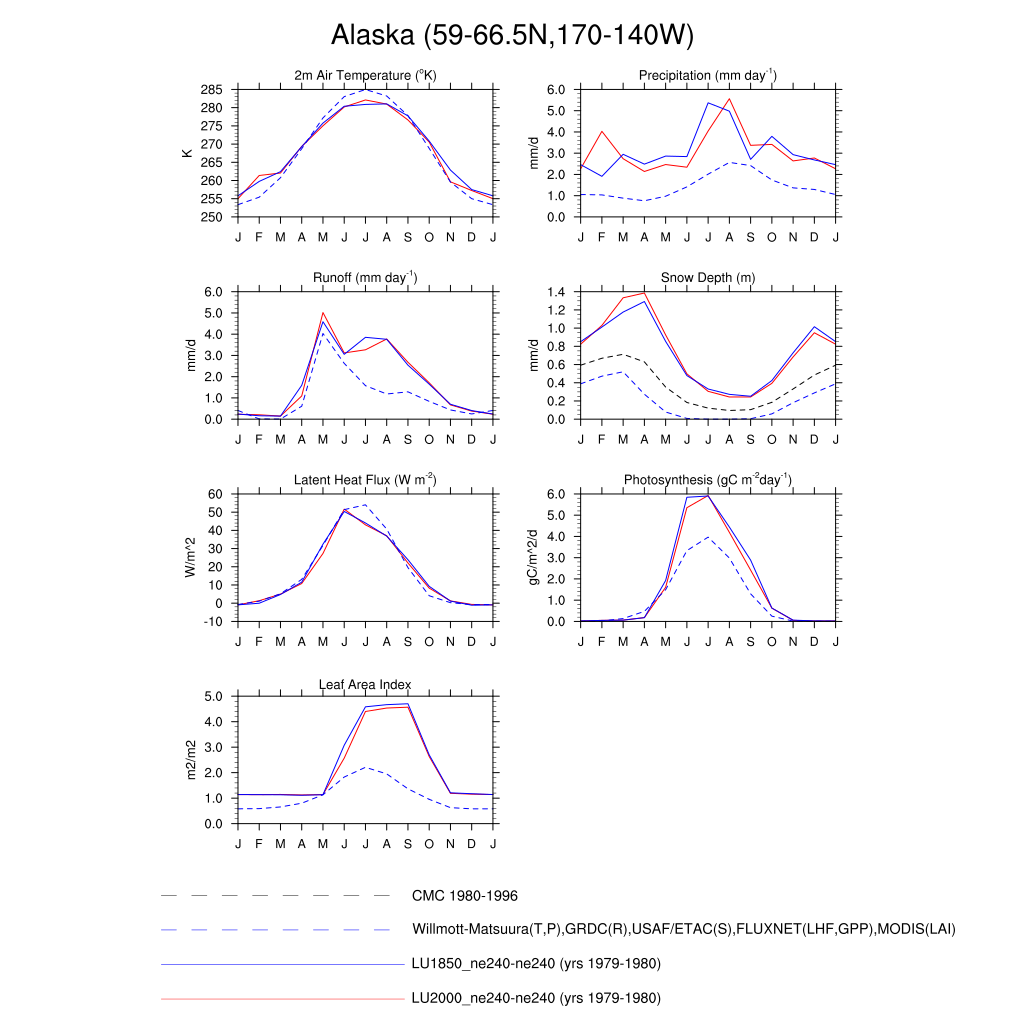 Alaska (59-66.5N,170-140W)
2m Air Temperature (°K)
Precipitation (mm day-1)
285
280
275
270
265
260
255
250
K
J F M A M J J A S O N D J
6.0
5.0
4.0
3.0
2.0
1.0
0.0
mm/d
J F M A M J J A S O N D J
Runoff (mm day-1)
Snow Depth (m)
6.0
5.0
4.0
3.0
2.0
1.0
0.0
mm/d
J F M A M J J A S O N D J
1.4
1.2
1.0
0.8
0.6
0.4
0.2
0.0
mm/d
J F M A M J J A S O N D J
Latent Heat Flux (W m-2)
Photosynthesis (gC m-2day-1)
60
50
40
30
20
10
0
-10
W/m^2
J F M A M J J A S O N D J
6.0
5.0
4.0
3.0
2.0
1.0
0.0
gC/m^2/d
J F M A M J J A S O N D J
Leaf Area Index
5.0
4.0
3.0
2.0
1.0
0.0
m2/m2
J F M A M J J A S O N D J
CMC 1980-1996
Willmott-Matsuura(T,P),GRDC(R),USAF/ETAC(S),FLUXNET(LHF,GPP),MODIS(LAI)
LU1850_ne240-ne240 (yrs 1979-1980)
LU2000_ne240-ne240 (yrs 1979-1980)